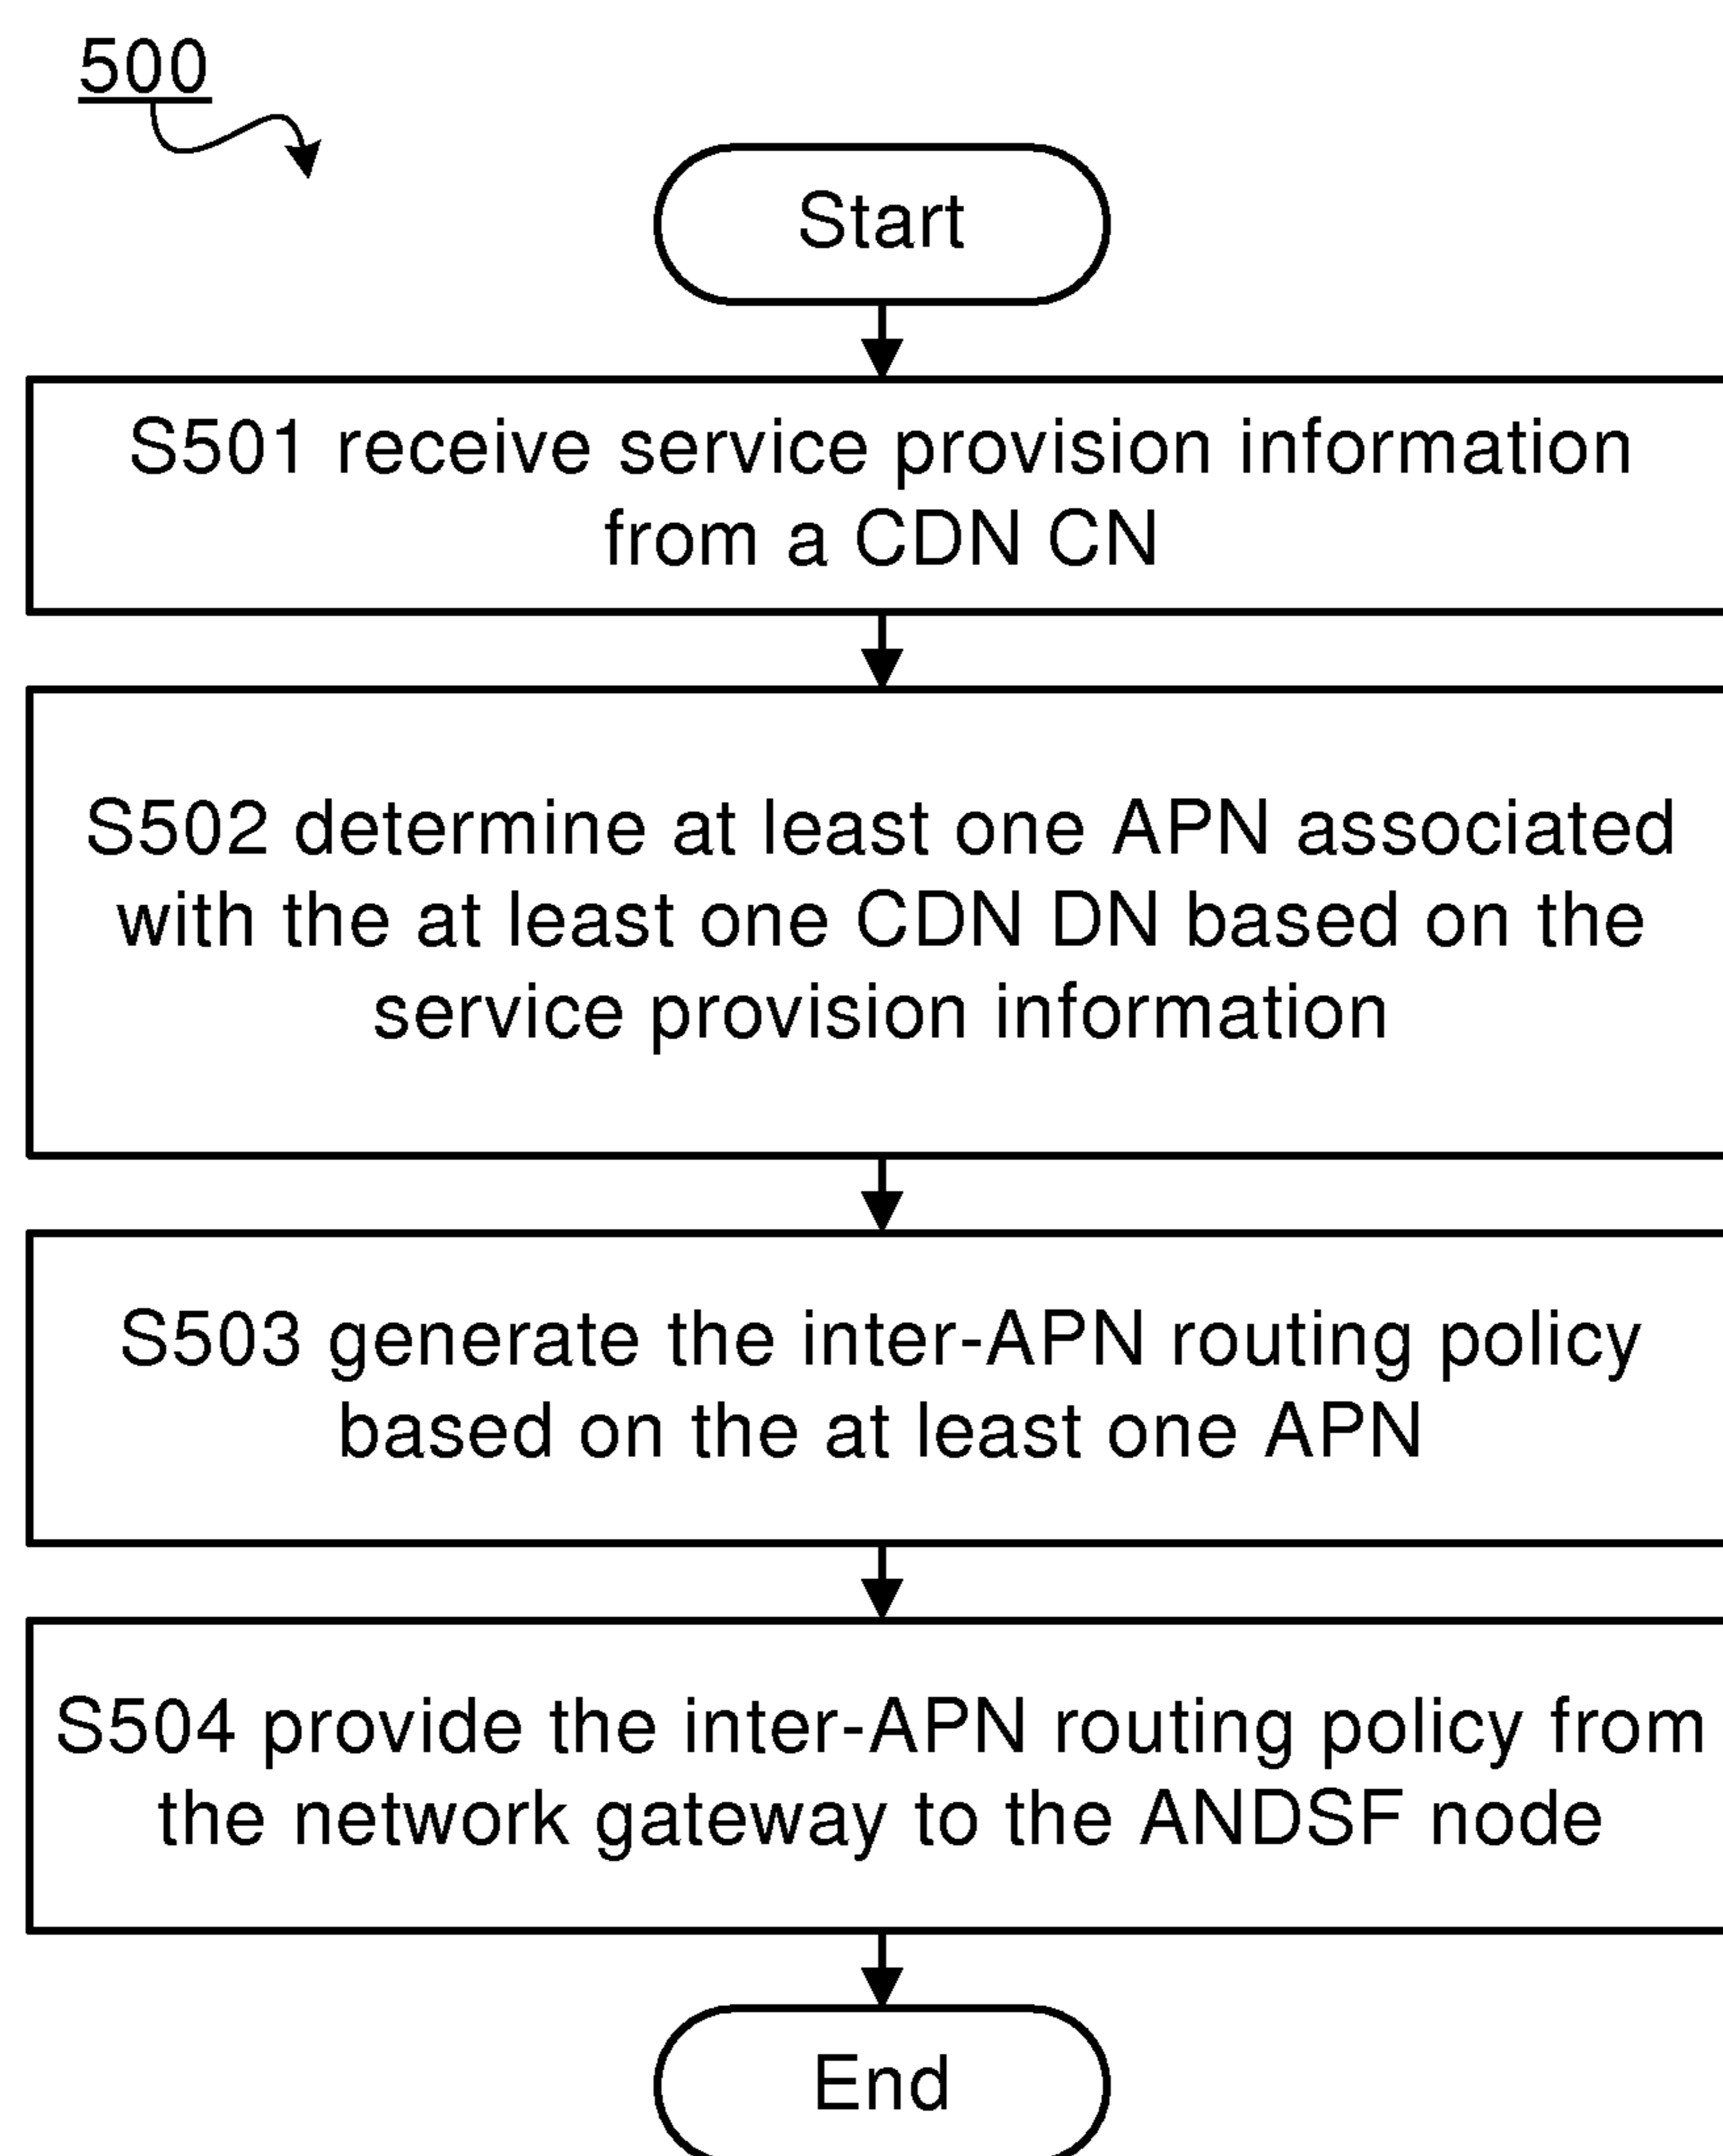 500
Start
S501 receive service provision information
from a CDN CN
S502 determine at least one APN associated
with the at least one CDN DN based on the
service provision information
S503 generate the inter-APN routing policy
based on the at least one APN
S504 provide the inter-APN routing policy from
the network gateway to the ANDSF node
End